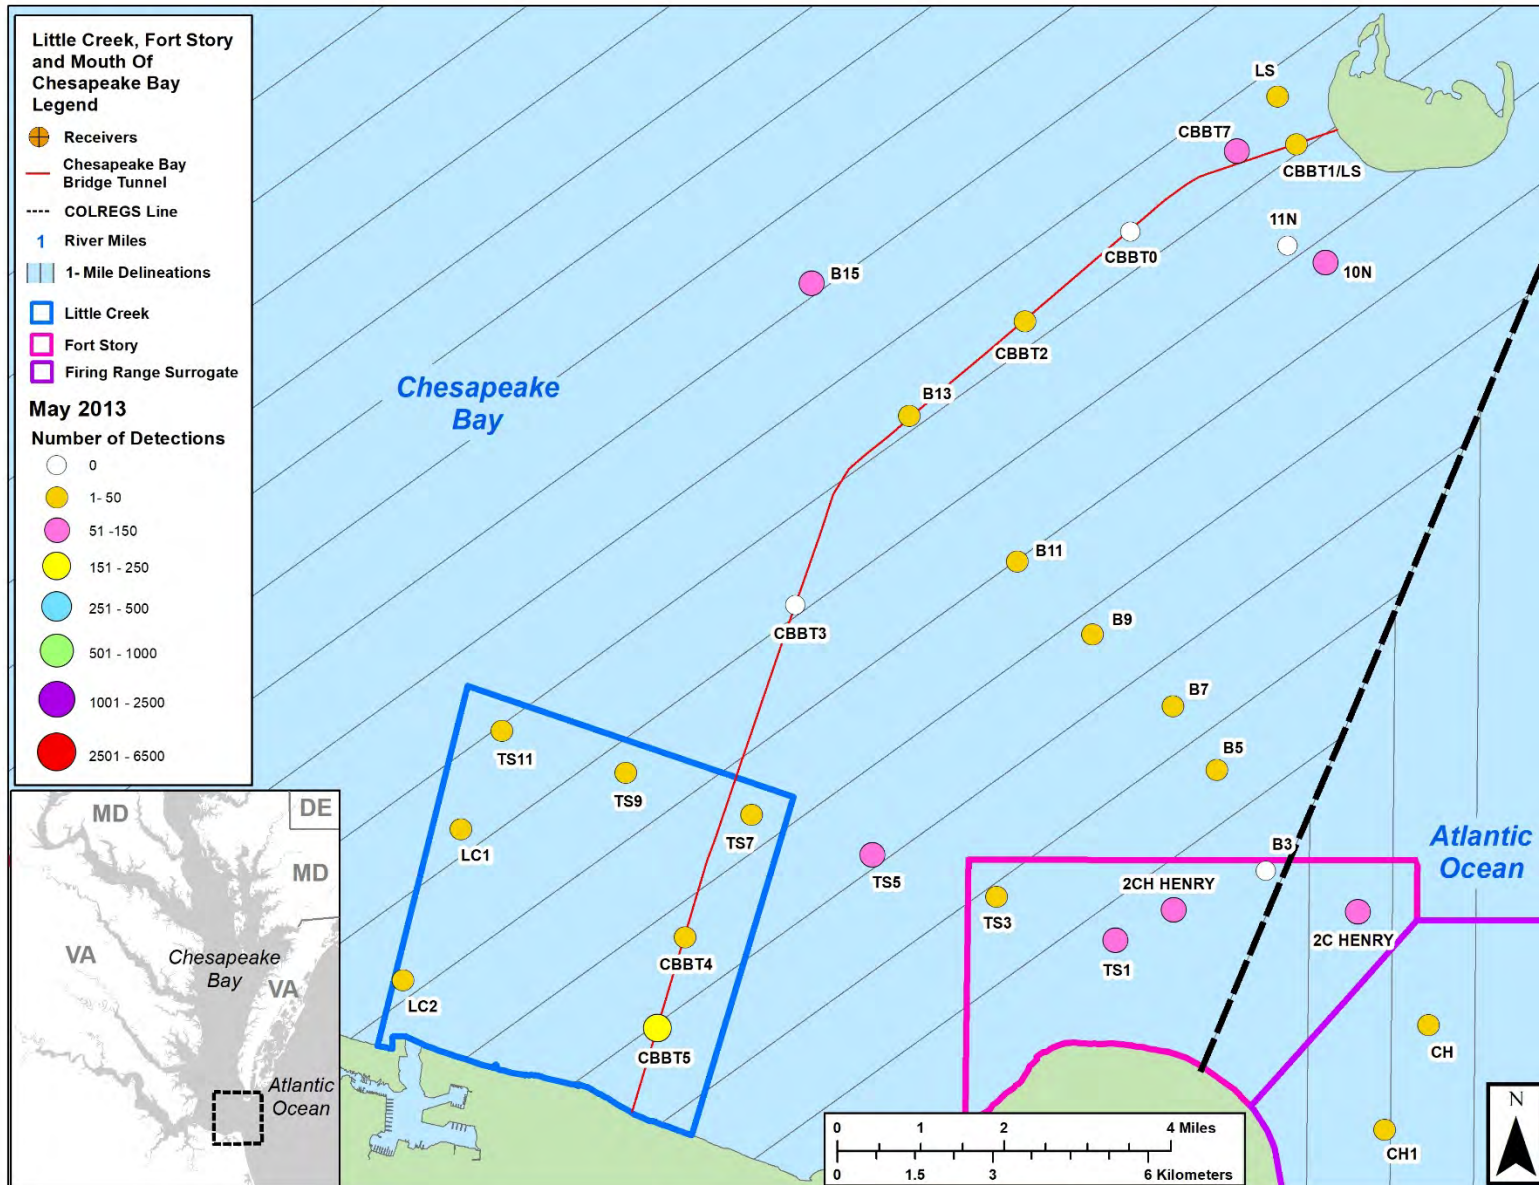 Little Creek, Fort Story
and Mouth Of
Chesapeake Bay
Legend
Receivers
Chesapeake Bay
Bridge Tunnel
COLREGS Line
1 River Miles
1- Mile Delineations
Little Creek
Fort Story
Firing Range Surrogate
May 2013
Number of Detections
0
1- 50
51 -150
151 - 250
251 - 500
501 - 1000
1001 - 2500
2501 - 6500
LS
CBBT7
CBBT1/LS
11N
10N
CBBT0
B15
CBBT2
Chesapeake
Bay
B13
B11
CBBT3
B9
B7
B5
TS11
TS9
TS7
LC1
TS5
B3
Atlantic
Ocean
2CH HENRY
TS3
2C HENRY
TS1
CBBT4
LC2
CBBT5
CH
CH1
MD
DE
MD
VA
Chesapeake
Bay
VA
Atlantic
Ocean
0 1 2 4 Miles
0 1.5 3 6 Kilometers
N